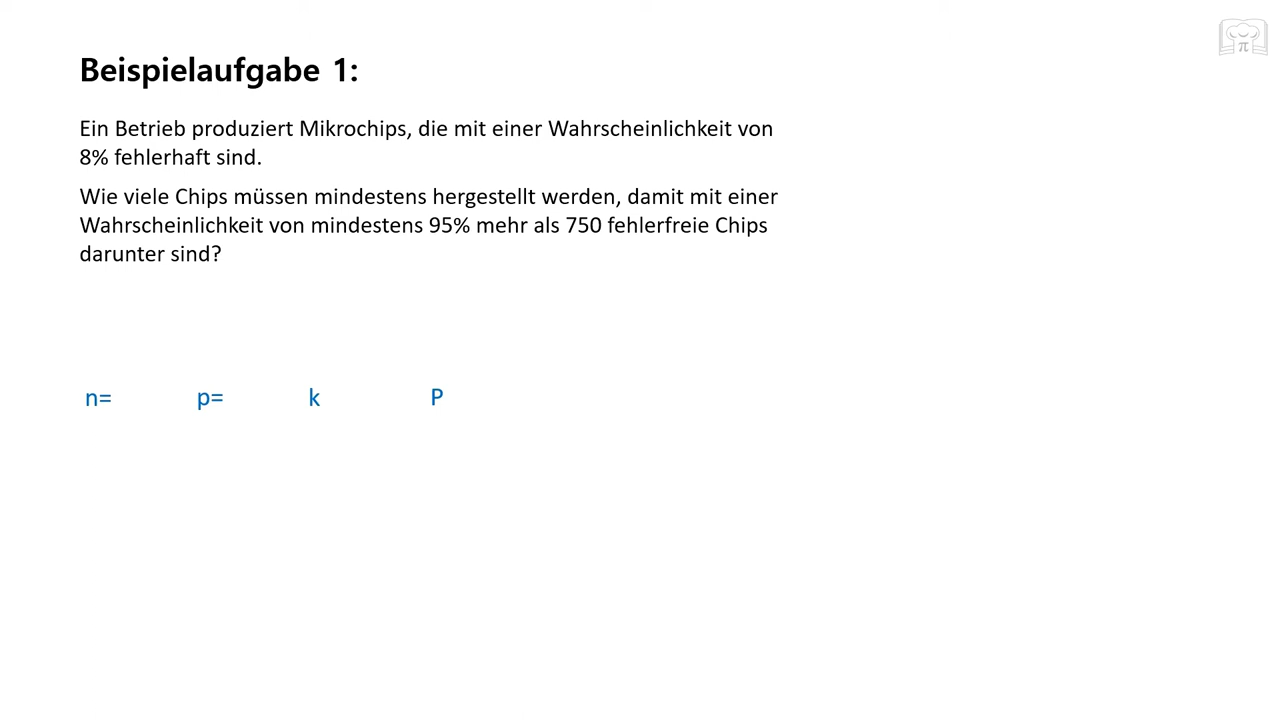 Beispielaufgabe 1:
Ein Betrieb produziert Mikrochips, die mit einer Wahrscheinlichkeit von
8% fehlerhaft sind.
Wie viele Chips müssen mindestens hergestellt werden, damit mit einer
Wahrscheinlichkeit von mindestens 95% mehr als 750 fehlerfreie Chips
darunter sind?
n= p= k P
π